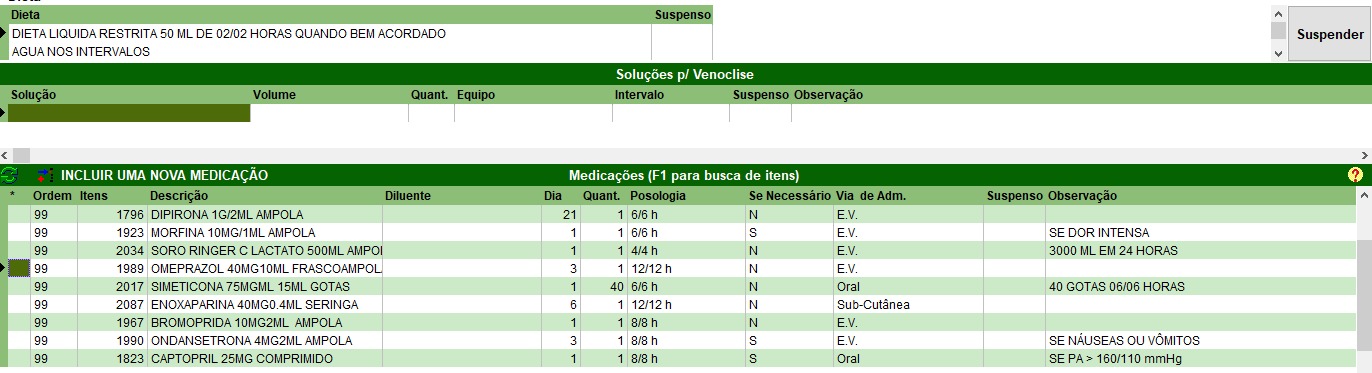 Dieta
Dieta Suspenso
DIETA LIQUIDA RESTRITA 50 ML DE 02/02 HORAS QUANDO BEM ACORDADO
AGUA NOS INTERVALOS
Suspender
Soluções p/ Venoclise
Solução Volume Quant. Equipo Intervalo Suspenso Observação
INCLUIR UMA NOVA MEDICAÇÃO Medicações (F1 para busca de itens)
* Ordem Itens Descrição Diluente Dia Quant. Posologia Se Necessário Via de Adm. Suspenso Observação
99 1796 DIPIRONA 1G/2ML AMPOLA 21 1 6/6 h N E.V.
99 1923 MORFINA 10MG/1ML AMPOLA 1 1 6/6 h S E.V. SE DOR INTENSA
99 2034 SORO RINGER C LACTATO 500ML AMPOL 1 1 4/4 h N E.V. 3000 ML EM 24 HORAS
99 1989 OMEPRAZOL 40MG10ML FRASCOAMPOL 3 1 12/12 h N E.V.
99 2017 SIMETICONA 75MGML 15ML GOTAS 1 40 6/6 h N Oral 40 GOTAS 06/06 HORAS
99 2087 ENOXAPARINA 40MG0.4ML SERINGA 6 1 12/12 h N Sub-Cutânea
99 1967 BROMOPRIDA 10MG2ML AMPOLA 1 1 8/8 h N E.V.
99 1990 ONDANSETRONA 4MG2ML AMPOLA 3 1 8/8 h S E.V. SE NÁUSEAS OU VÔMITOS
99 1823 CAPTOPRIL 25MG COMPRIMIDO 1 1 8/8 h S Oral SE PA > 160/110 mmHg